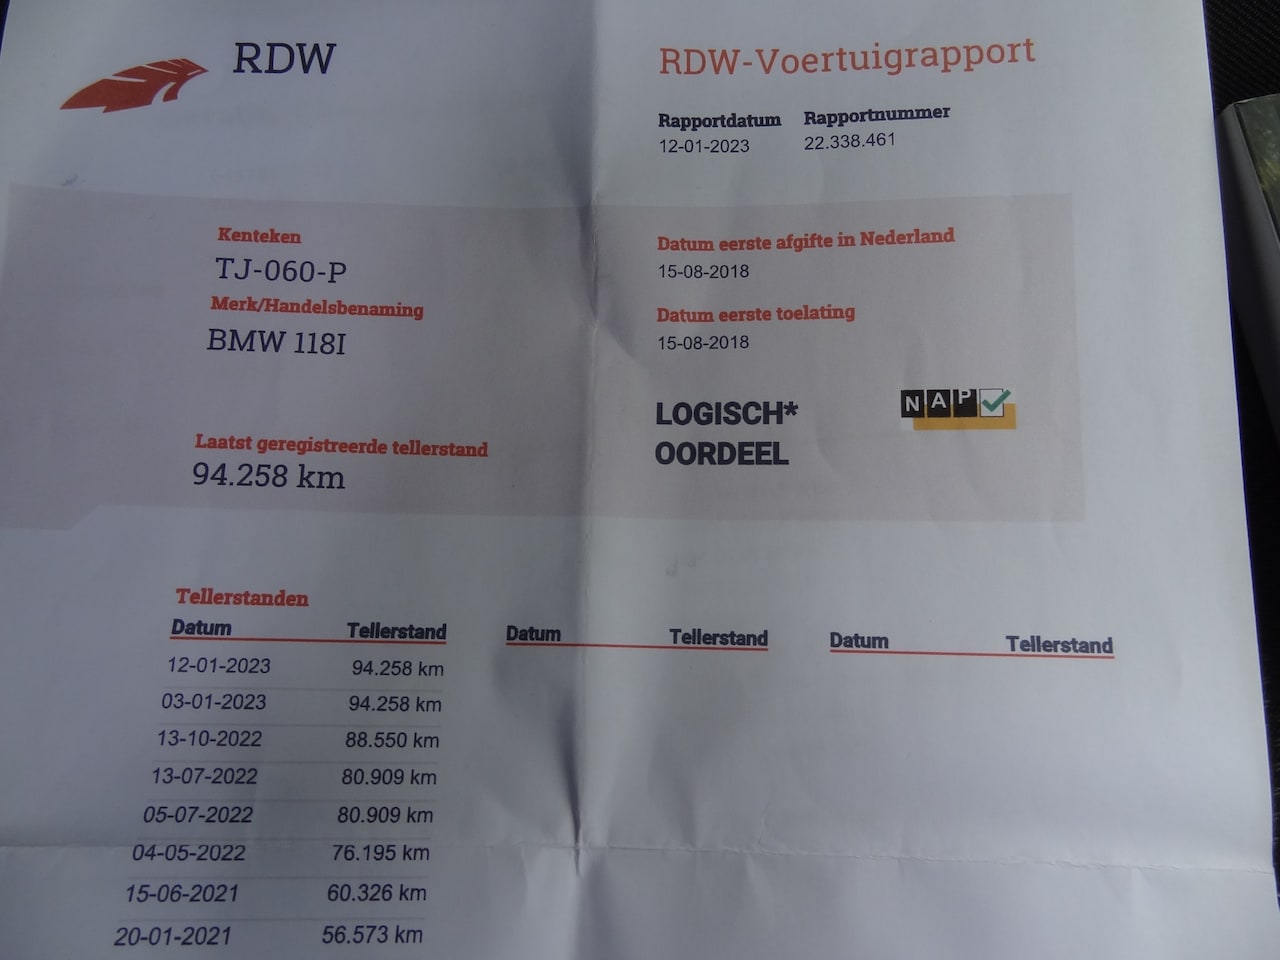 RDW
RDW-Voertuigrapport
Rapportdatum Rapportnummer
12-01-2023 22.338.461
Kenteken
TJ-060-P
Merk/Handelsbenaming
BMW 118I
Laatst geregistreerde tellerstand
94.258 km
Datum eerste afgifte in Nederland
15-08-2018
Datum eerste toelating
15-08-2018
LOGISCH*
OORDEEL
NAP
Tellerstanden
Datum Tellerstand Datum Tellerstand Datum Tellerstand
12-01-2023 94.258 km
03-01-2023 94.258 km
13-10-2022 88.550 km
13-07-2022 80.909 km
05-07-2022 80.909 km
04-05-2022 76.195 km
15-06-2021 60.326 km
20-01-2021 56.573 km